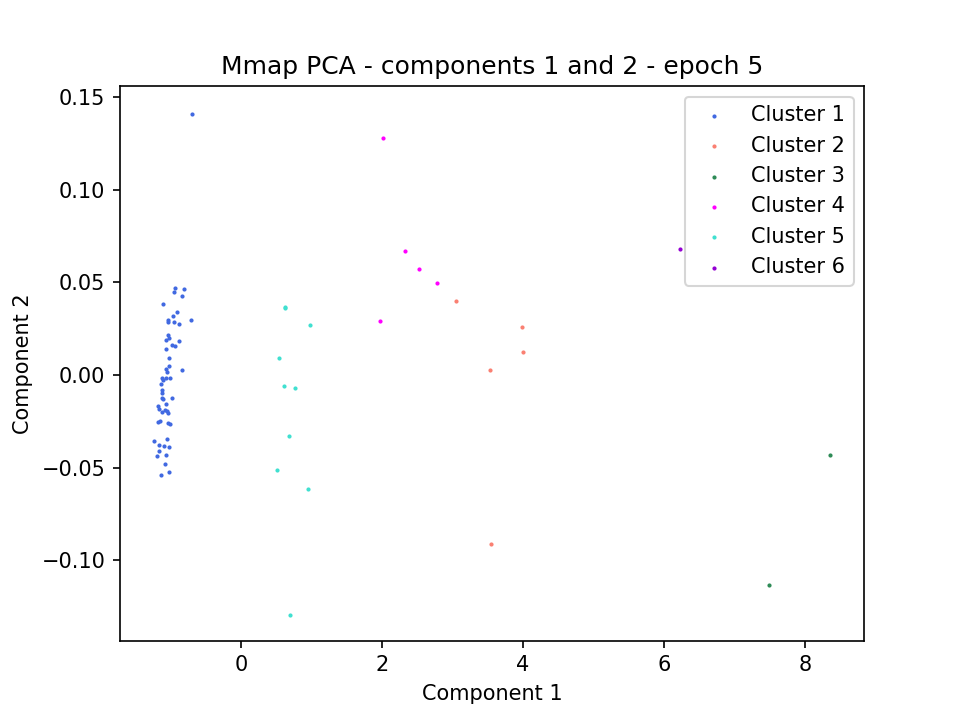 Mmap PCA - components 1 and 2 - epoch 5
Cluster 1
Cluster 2
Cluster 3
Cluster 4
Cluster 5
Cluster 6
0.15
0.10
0.05
0.00
−0.05
−0.10
Component 2
0 2 4 6 8
Component 1